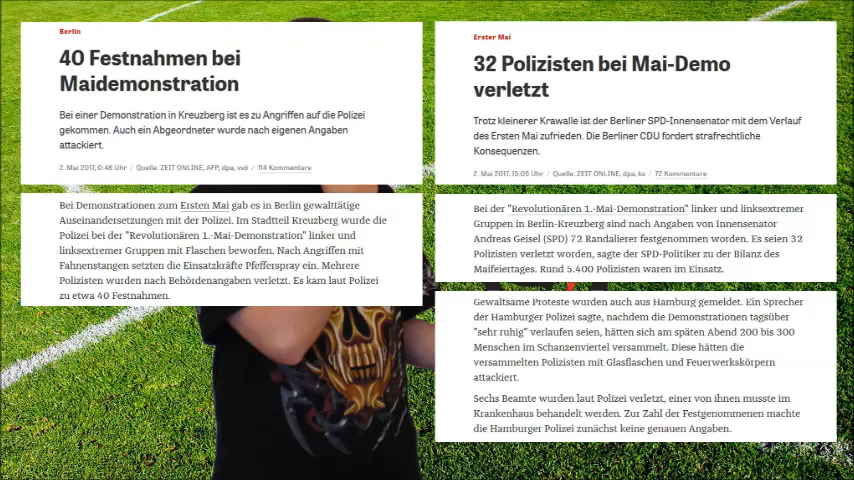 Berlin
40 Festnahmen bei
Maidemonstration
Bei einer Demonstration in Kreuzberg ist es zu Angriffen auf die Polizei
gekommen. Auch ein Abgeordneter wurde nach eigenen Angaben
attackiert.
2. Mai 2017, 0:46 Uhr / Quelle: ZEIT ONLINE, AFP, dpa, vvö / 114 Kommentare
Bei Demonstrationen zum Ersten Mai gab es in Berlin gewalttätige
Auseinandersetzungen mit der Polizei. Im Stadtteil Kreuzberg wurde die
Polizei bei der "Revolutionären 1.-Mai-Demonstration" linker und
linksextremer Gruppen mit Flaschen beworfen. Nach Angriffen mit
Fahnenstangen setzten die Einsatzkräfte Pfefferspray ein. Mehrere
Polizisten wurden nach Behördenangaben verletzt. Es kam laut Polizei
zu etwa 40 Festnahmen.
Erster Mai
32 Polizisten bei Mai-Demo
verletzt
Trotz kleinerer Krawalle ist der Berliner SPD-Innensenator mit dem Verlauf
des Ersten Mai zufrieden. Die Berliner CDU fordert strafrechtliche
Konsequenzen.
2. Mai 2017, 15:05 Uhr / Quelle: ZEIT ONLINE, dpa, ks / 72 Kommentare
Bei der "Revolutionären 1.-Mai-Demonstration" linker und linksextremer
Gruppen in Berlin-Kreuzberg sind nach Angaben von Innensenator
Andreas Geisel (SPD) 72 Randalierer festgenommen worden. Es seien 32
Polizisten verletzt worden, sagte der SPD-Politiker zu der Bilanz des
Maifeiertages. Rund 5.400 Polizisten waren im Einsatz.
Gewaltsame Proteste wurden auch aus Hamburg gemeldet. Ein Sprecher
der Hamburger Polizei sagte, nachdem die Demonstrationen tagsüber
"sehr ruhig" verlaufen seien, hätten sich am späten Abend 200 bis 300
Menschen im Schanzenviertel versammelt. Diese hätten die
versammelten Polizisten mit Glasflaschen und Feuerwerkskörpern
attackiert.
Sechs Beamte wurden laut Polizei verletzt, einer von ihnen musste im
Krankenhaus behandelt werden. Zur Zahl der Festgenommenen machte
die Hamburger Polizei zunächst keine genauen Angaben.